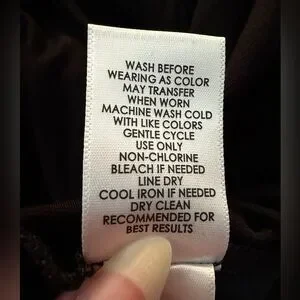 WASH BEFORE
WEARING AS COLOR
MAY TRANSFER
WHEN WORN
MACHINE WASH COLD
WITH LIKE COLORS
GENTLE CYCLE
USE ONLY
NON-CHLORINE
BLEACH IF NEEDED
LINE DRY
COOL IRON IF NEEDED
DRY CLEAN
RECOMMENDED FOR
BEST RESULTS